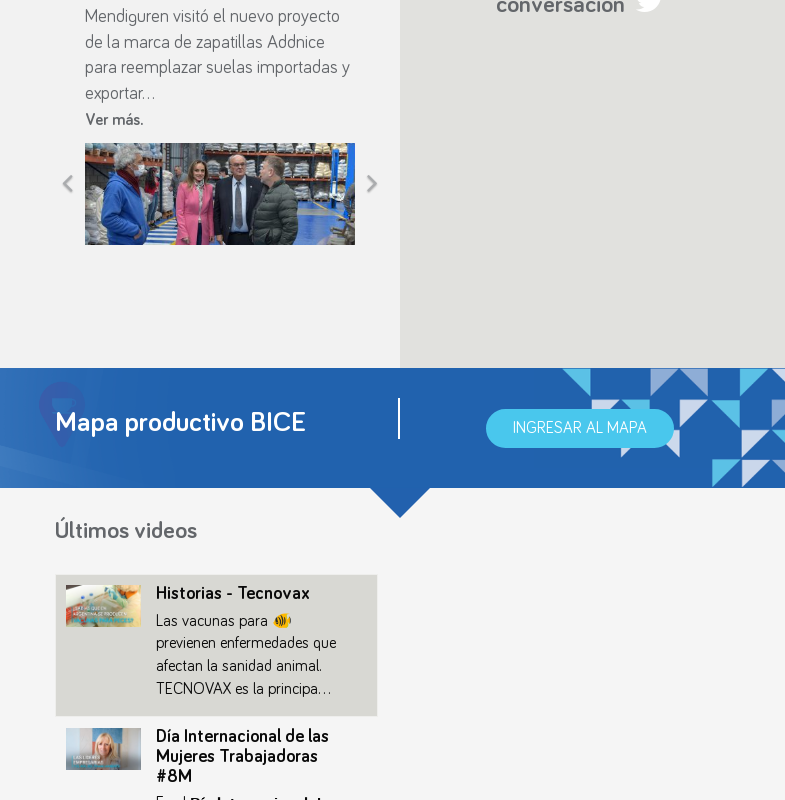 Mendiguren visitó el nuevo proyecto
de la marca de zapatillas Addnice
para reemplazar suelas importadas y
exportar...
Ver más.
conversación
Mapa productivo BICE
INGRESAR AL MAPA
Últimos videos
Historias - Tecnovax
Las vacunas para 🐠
previenen enfermedades que
afectan la sanidad animal.
TECNOVAX es la principa...
Día Internacional de las
Mujeres Trabajadoras
#8M